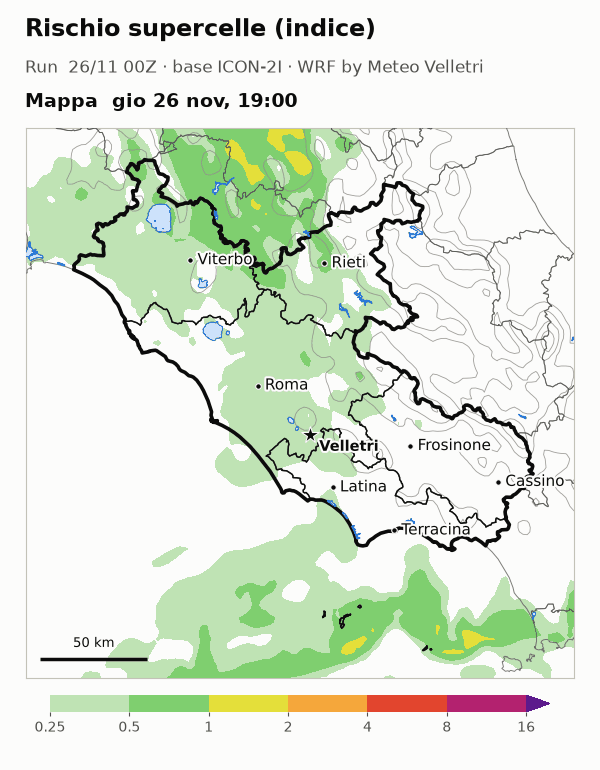 Rischio supercelle (indice)
Run 26/11 00Z · base ICON-2I · WRF by Meteo Velletri
Mappa gio 26 nov, 19:00
Viterbo
Rieti
Roma
Velletri
Frosinone
Latina
Cassino
Terracina
50 km
0.25 0.5 1 2 4 8 16